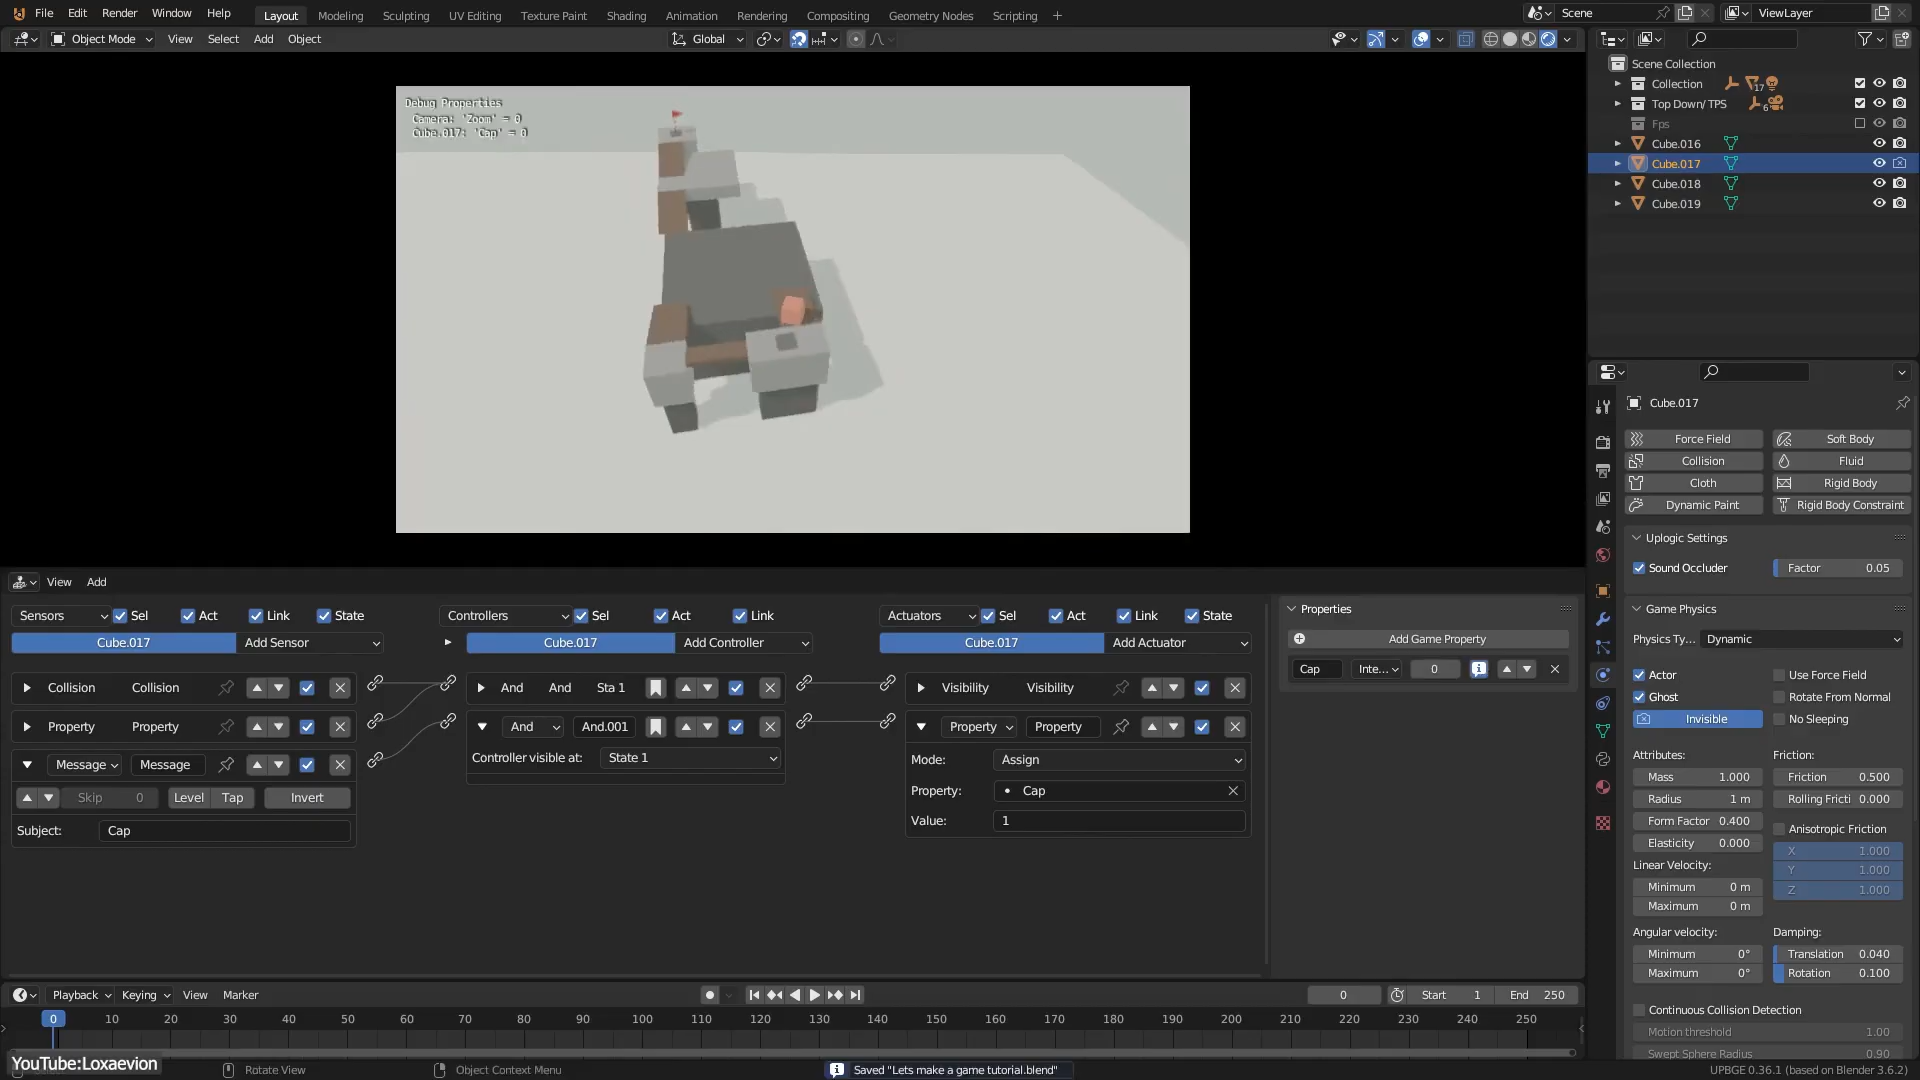 File Edit Render Window Help Layout Modeling Sculpting UV Editing Texture Paint Shading Animation Rendering Compositing Geometry Nodes Scripting + Scene ViewLayer
Object Mode View Select Add Object Global
Debug Properties
Camera: 'Zoom' = 0
Cube.017: 'Cap' = 0
Scene Collection
Collection 17
Top Down/ TPS 6
Fps
Cube.016
Cube.017
Cube.018
Cube.019
Cube.017
Force Field Soft Body
Collision Fluid
Cloth Rigid Body
Dynamic Paint Rigid Body Constraint
Uplogic Settings
Sound Occluder Factor 0.05
Game Physics
Physics Ty... Dynamic
Actor Use Force Field
Ghost Rotate From Normal
Invisible No Sleeping
Attributes: Friction:
Mass 1.000 Friction 0.500
Radius 1 m Rolling Fricti 0.000
Form Factor 0.400 Anisotropic Friction
Elasticity 0.000 X 1.000
Linear Velocity: Y 1.000
Minimum 0 m Z 1.000
Maximum 0 m
Angular velocity: Damping:
Minimum 0° Translation 0.040
Maximum 0° Rotation 0.100
Continuous Collision Detection
Motion threshold 1.00
Swept Sphere Radius 0.90
View Add
Sensors Sel Act Link State Controllers Sel Act Link Actuators Sel Act Link State
Cube.017 Add Sensor Cube.017 Add Controller Cube.017 Add Actuator
Collision Collision And And Sta 1 Visibility Visibility
Property Property And And.001 Property Property
Message Message Controller visible at: State 1 Mode: Assign
Skip 0 Level Tap Invert Property: Cap
Subject: Cap Value: 1
Properties
Add Game Property
Cap Inte... 0
Playback Keying View Marker 0 Start 1 End 250
0 10 20 30 40 50 60 70 80 90 100 110 120 130 140 150 160 170 180 190 200 210 220 230 240 250
YouTube:Loxaevion Rotate View Object Context Menu Saved "Lets make a game tutorial.blend" UPBGE 0.36.1 (based on Blender 3.6.2)